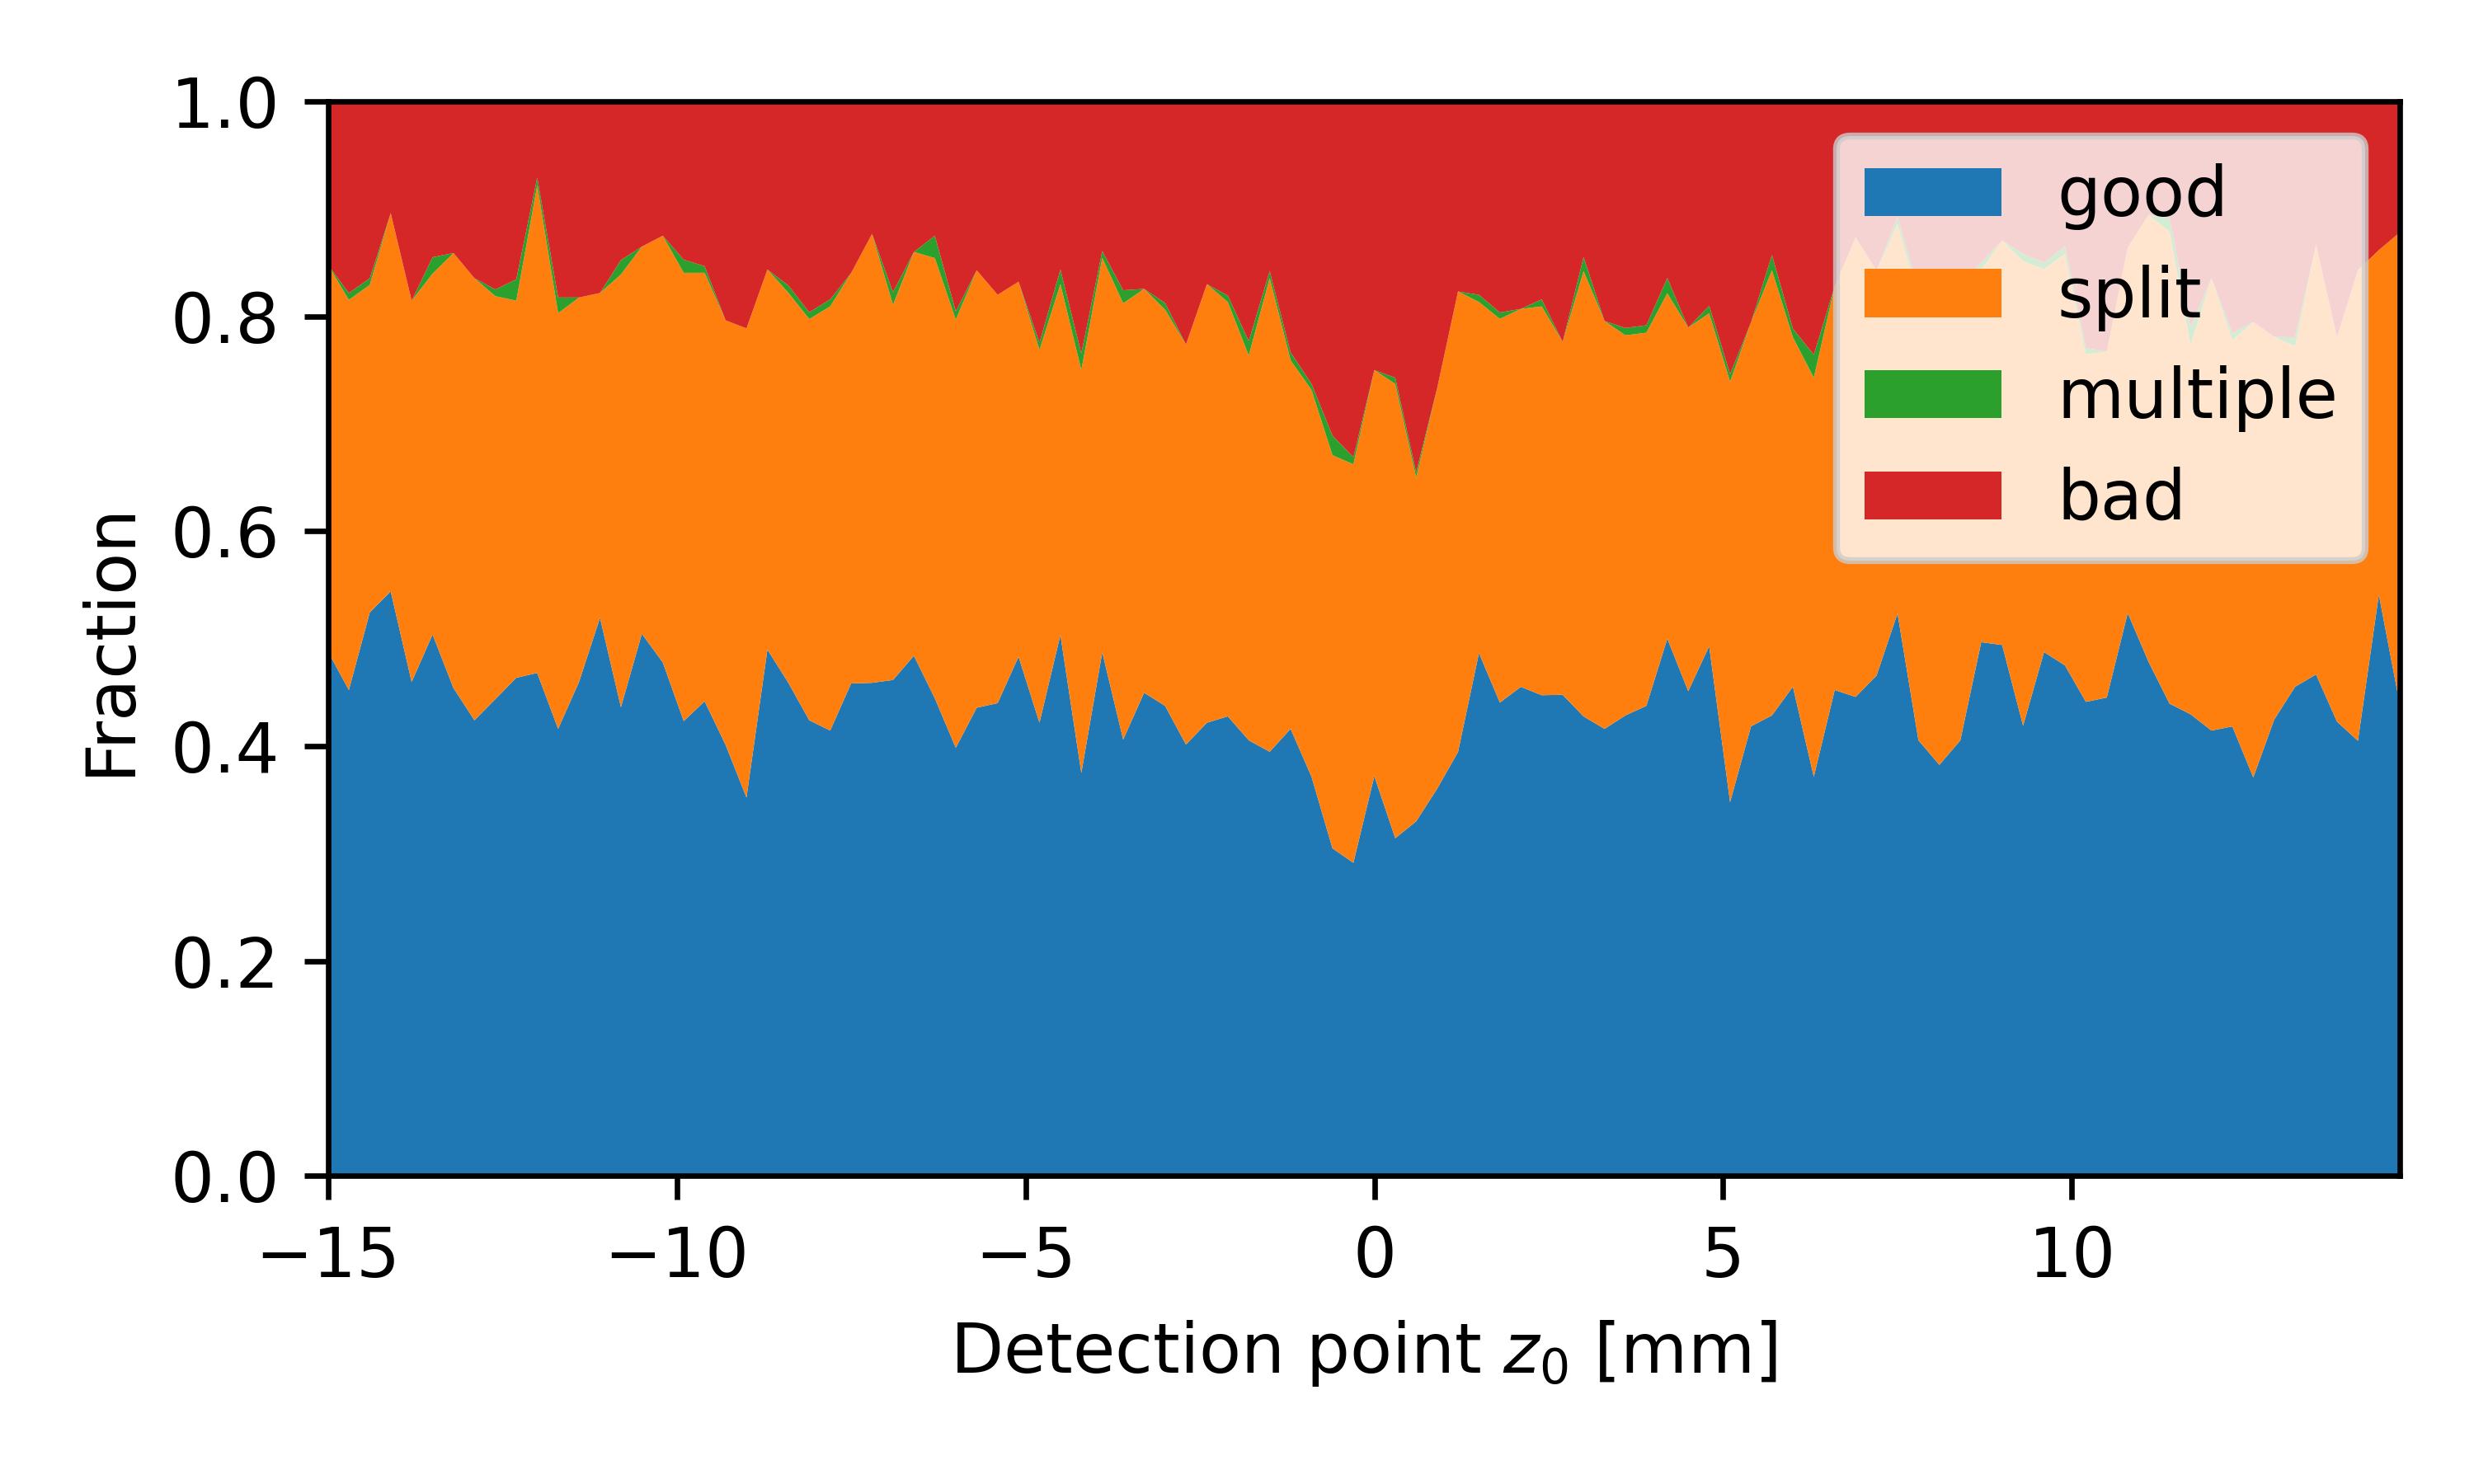 1.0
0.8
0.6
0.4
0.2
0.0
Fraction
good
split
multiple
bad
−15 −10 −5 0 5 10
Detection point z₀ [mm]